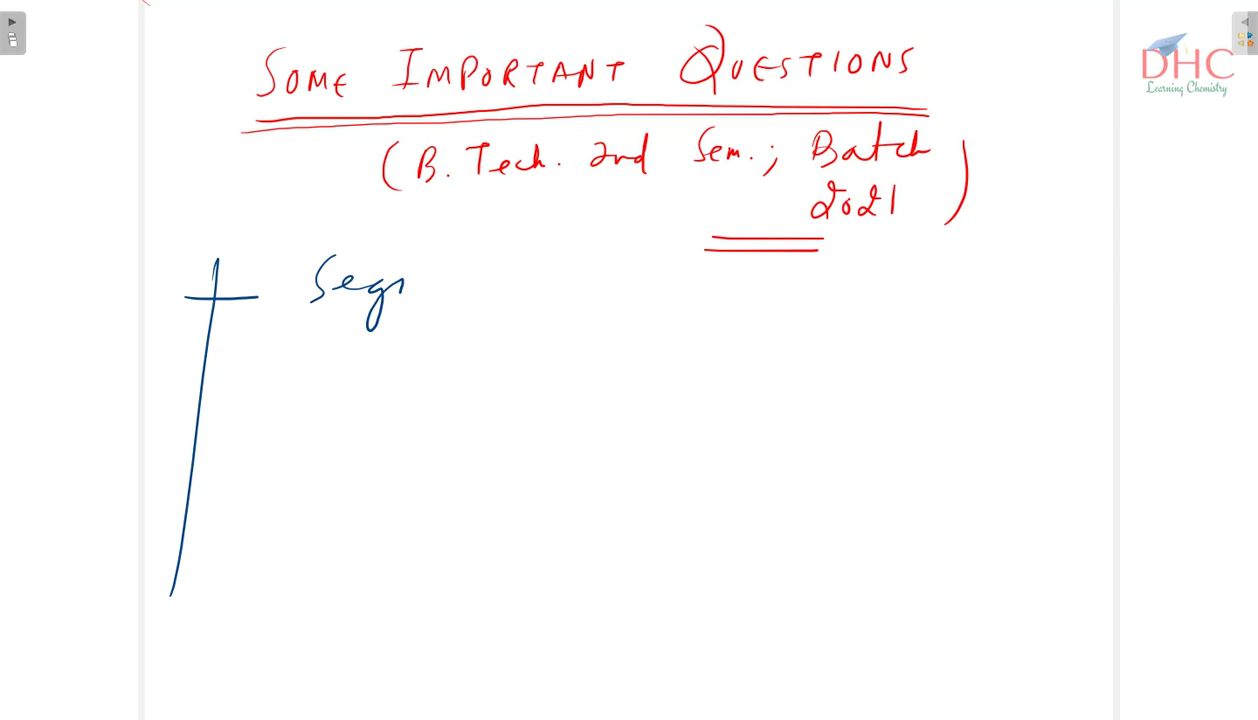 SOME IMPORTANT QUESTIONS
(B. Tech. 2nd Sem.; Batch
2021)
Segr
DHC
Learning Chemistry